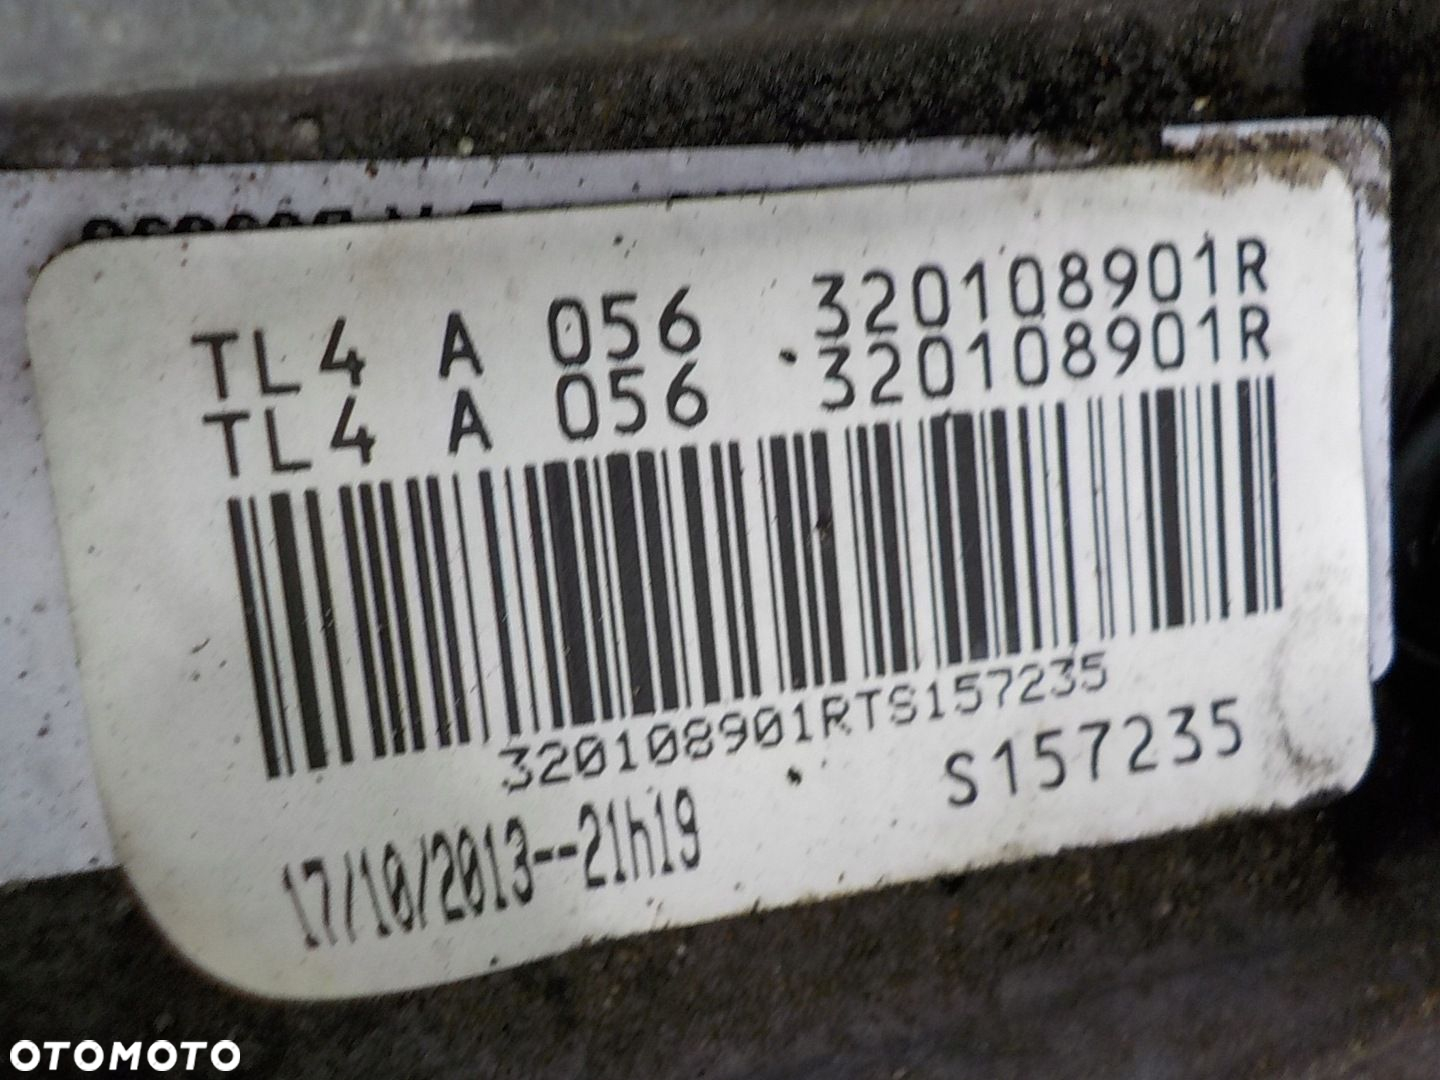 TL4 A 056 320108901R
TL4 A 056 320108901R
320108901RTS157235
S157235
17/10/2013--21h19
OTOMOTO